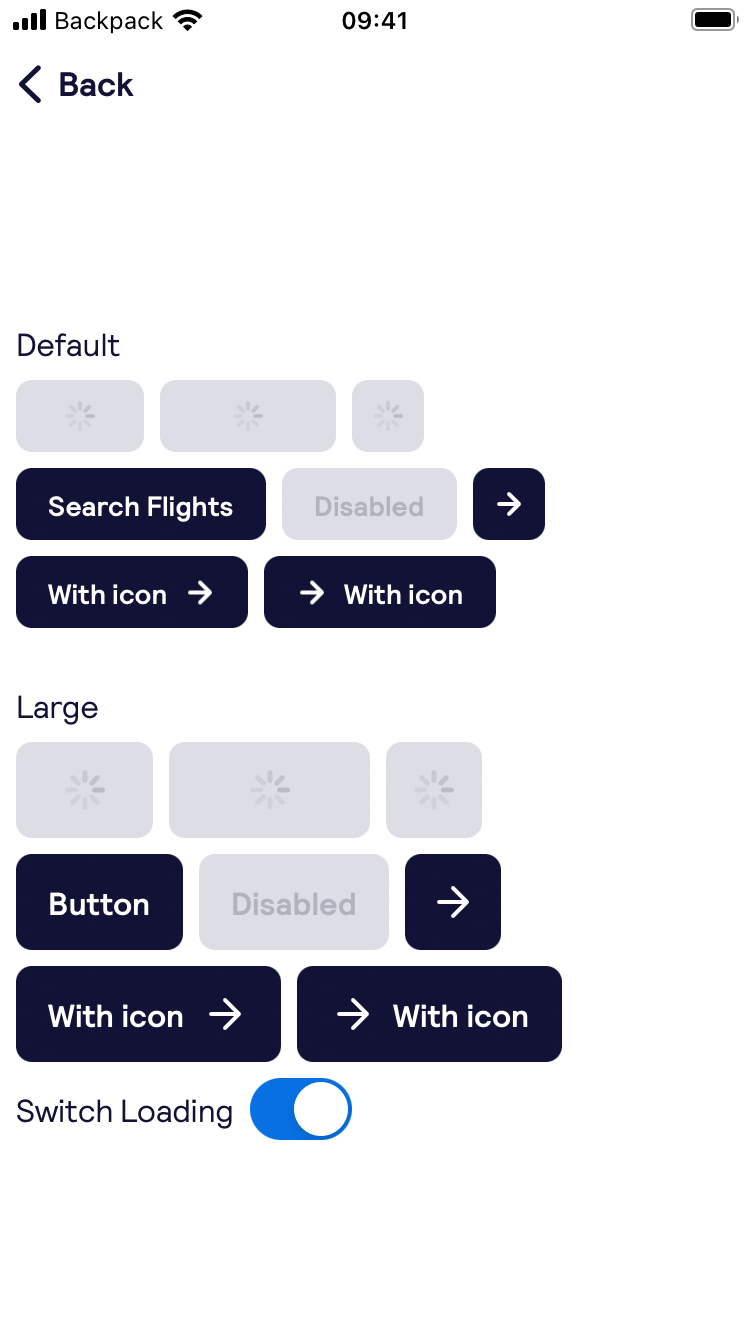 Backpack 09:41
Back
Default
Search Flights Disabled
With icon With icon
Large
Button Disabled
With icon With icon
Switch Loading